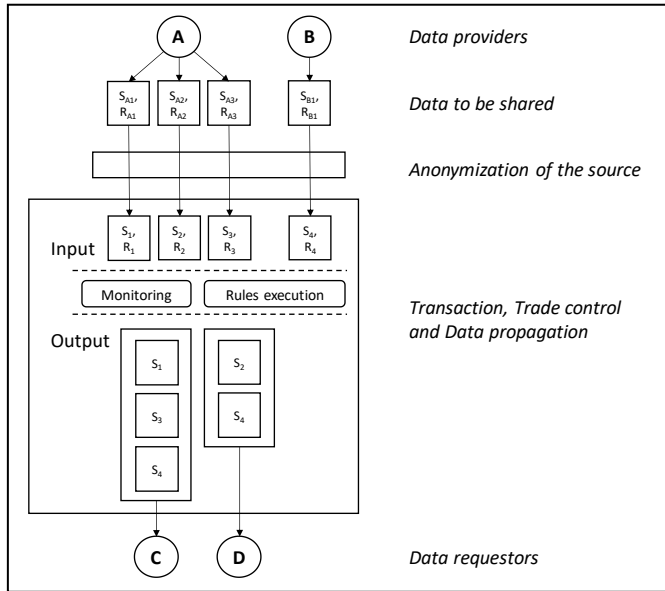 A B Data providers
S_A1, S_A2, S_A3, S_B1, Data to be shared
R_A1 R_A2 R_A3 R_B1
Anonymization of the source
S_1, S_2, S_3, S_4,
Input R_1 R_2 R_3 R_4
Monitoring Rules execution
Transaction, Trade control
and Data propagation
Output
S_1 S_2
S_3 S_4
S_4
C D Data requestors